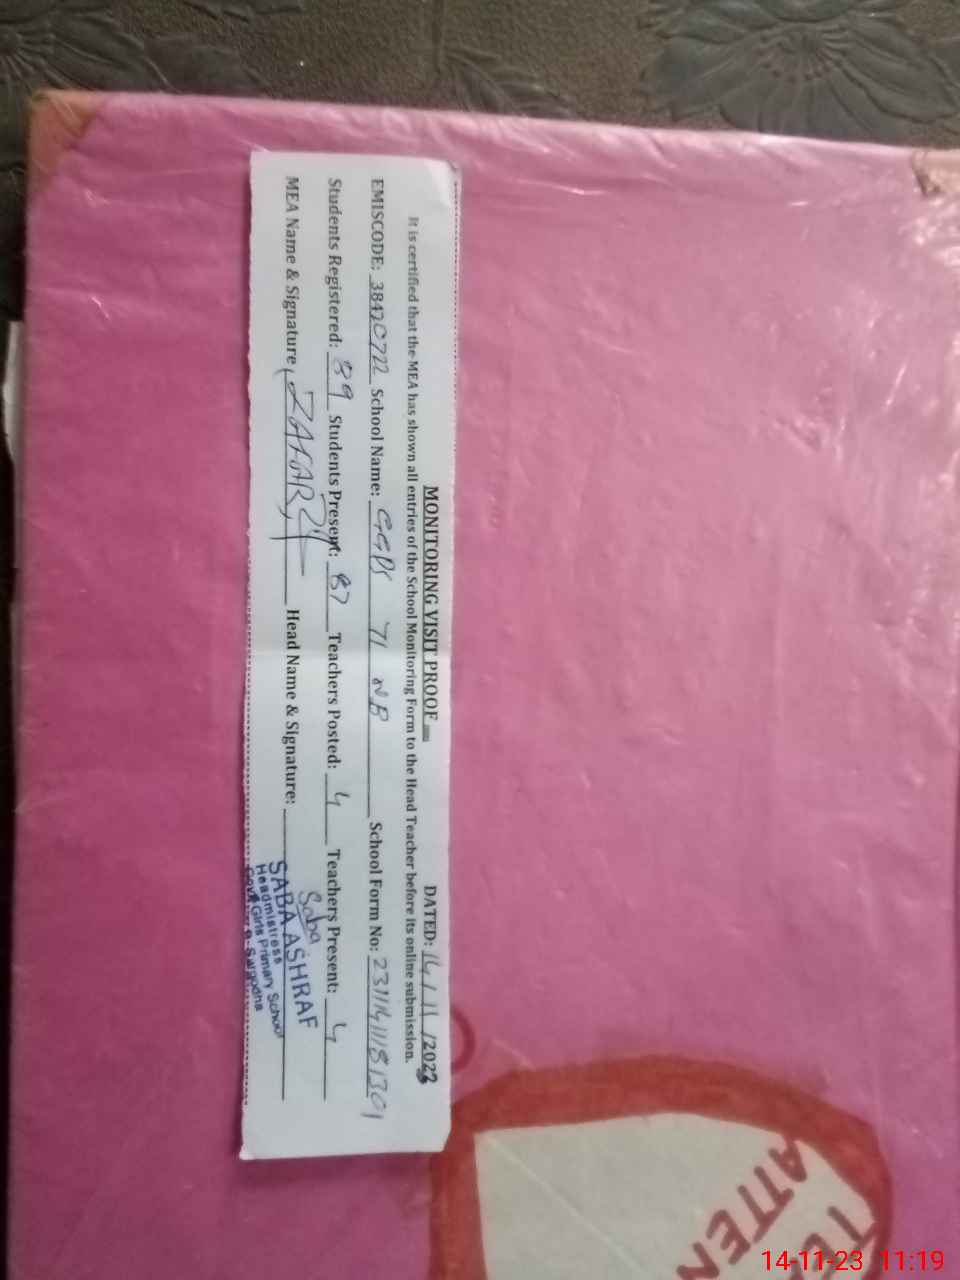 MONITORING VISIT PROOF DATED: 14/11/2023
It is certified that the MEA has shown all entries of the School Monitoring Form to the Head Teacher before its online submission.
EMISCODE: 38420722 School Name: GGPS 71 NB School Form No: 23111411181301
Students Registered: 89 Students Present: 87 Teachers Posted: 4 Teachers Present: 4
MEA Name & Signature ZAFAR Head Name & Signature: Saba
SABA ASHRAF
Headmistress
Govt. Girls Primary School
Sargodha
ATTEN
14-11-23 11:19